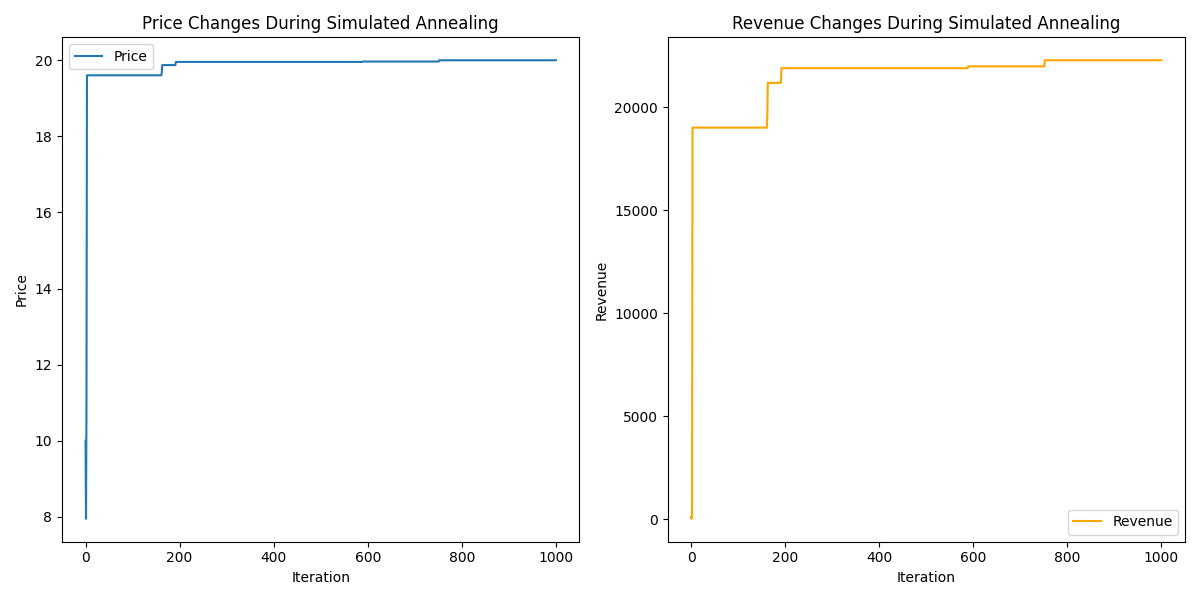 Price Changes During Simulated Annealing
Price
20
18
16
14
12
10
8
Price
0 200 400 600 800 1000
Iteration
Revenue Changes During Simulated Annealing
20000
15000
10000
5000
0
Revenue
Revenue
0 200 400 600 800 1000
Iteration